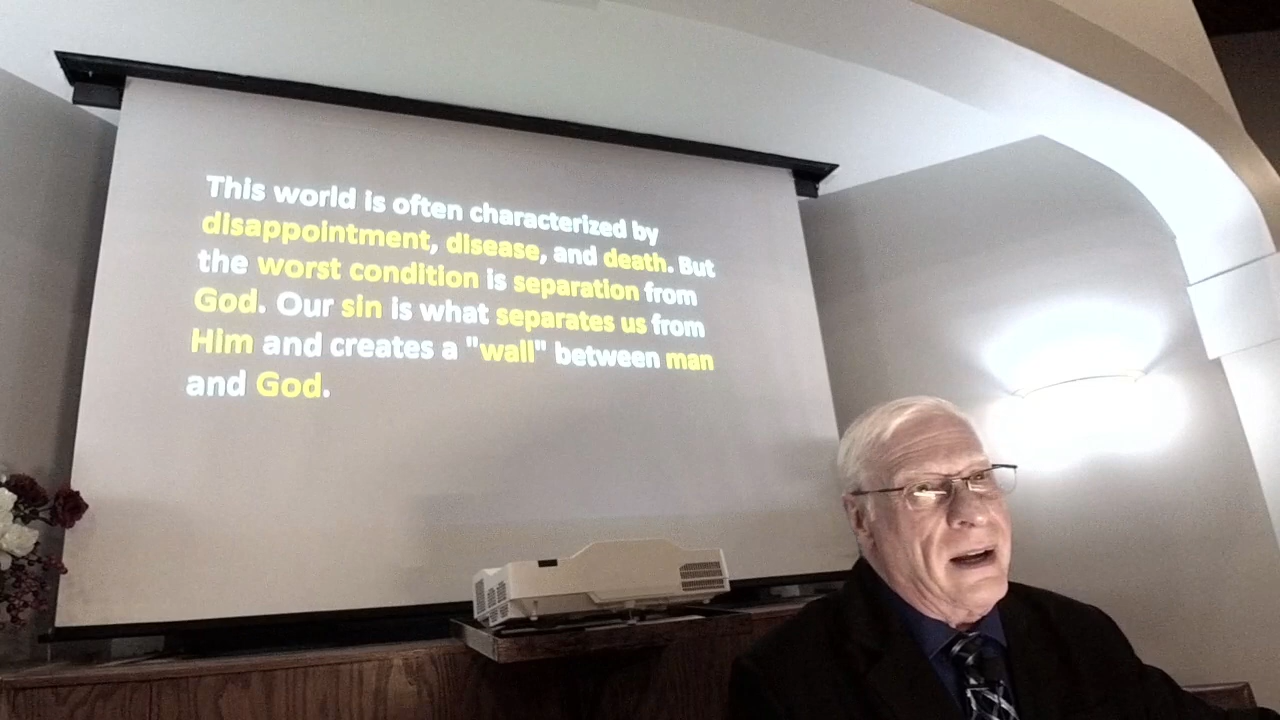 This world is often characterized by
disappointment, disease, and death. But
the worst condition is separation from
God. Our sin is what separates us from
Him and creates a "wall" between man
and God.